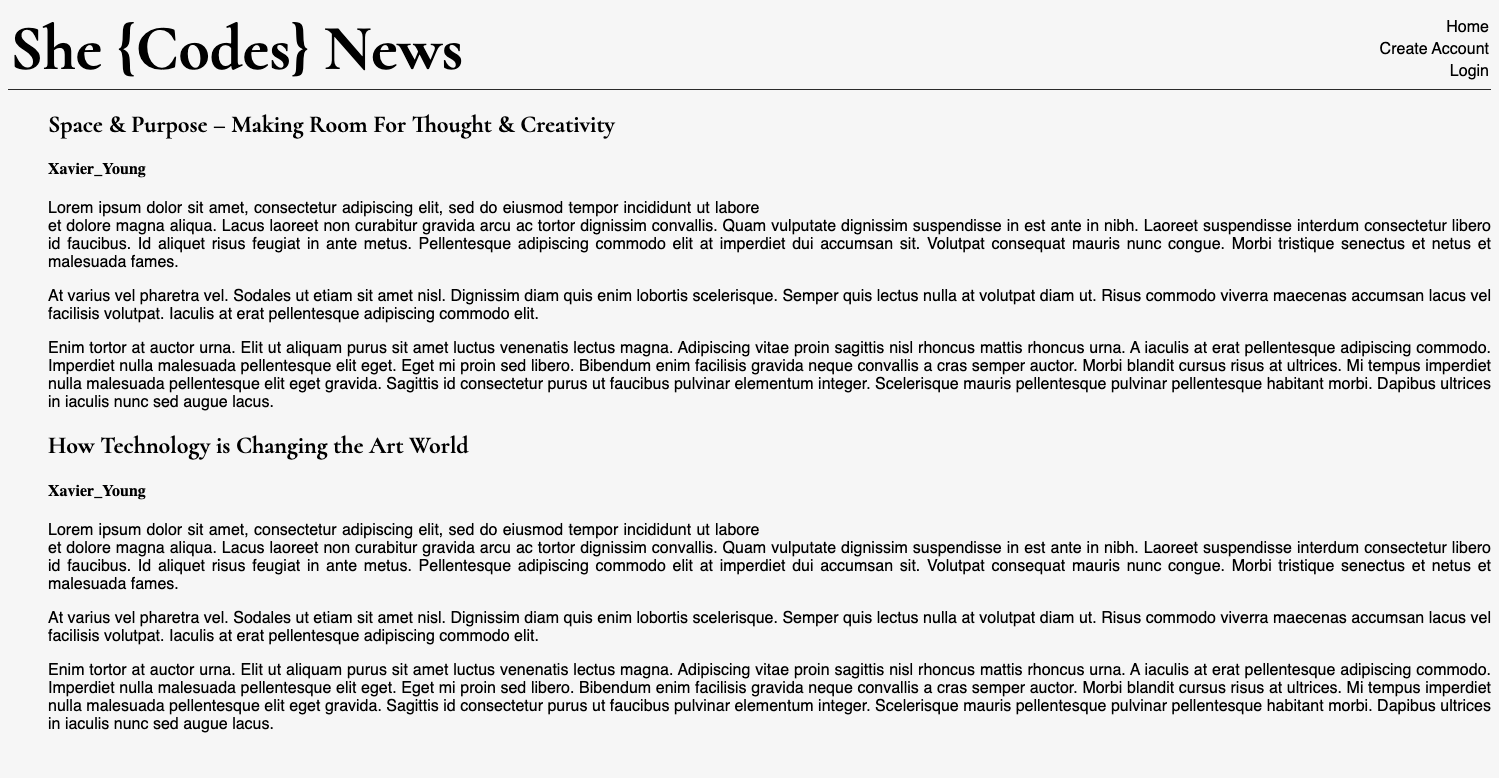 She {Codes} News
Home
Create Account
Login
Space & Purpose – Making Room For Thought & Creativity
Xavier_Young
Lorem ipsum dolor sit amet, consectetur adipiscing elit, sed do eiusmod tempor incididunt ut labore
et dolore magna aliqua. Lacus laoreet non curabitur gravida arcu ac tortor dignissim convallis. Quam vulputate dignissim suspendisse in est ante in nibh. Laoreet suspendisse interdum consectetur libero
id faucibus. Id aliquet risus feugiat in ante metus. Pellentesque adipiscing commodo elit at imperdiet dui accumsan sit. Volutpat consequat mauris nunc congue. Morbi tristique senectus et netus et
malesuada fames.
At varius vel pharetra vel. Sodales ut etiam sit amet nisl. Dignissim diam quis enim lobortis scelerisque. Semper quis lectus nulla at volutpat diam ut. Risus commodo viverra maecenas accumsan lacus vel
facilisis volutpat. Iaculis at erat pellentesque adipiscing commodo elit.
Enim tortor at auctor urna. Elit ut aliquam purus sit amet luctus venenatis lectus magna. Adipiscing vitae proin sagittis nisl rhoncus mattis rhoncus urna. A iaculis at erat pellentesque adipiscing commodo.
Imperdiet nulla malesuada pellentesque elit eget. Eget mi proin sed libero. Bibendum enim facilisis gravida neque convallis a cras semper auctor. Morbi blandit cursus risus at ultrices. Mi tempus imperdiet
nulla malesuada pellentesque elit eget gravida. Sagittis id consectetur purus ut faucibus pulvinar elementum integer. Scelerisque mauris pellentesque pulvinar pellentesque habitant morbi. Dapibus ultrices
in iaculis nunc sed augue lacus.
How Technology is Changing the Art World
Xavier_Young
Lorem ipsum dolor sit amet, consectetur adipiscing elit, sed do eiusmod tempor incididunt ut labore
et dolore magna aliqua. Lacus laoreet non curabitur gravida arcu ac tortor dignissim convallis. Quam vulputate dignissim suspendisse in est ante in nibh. Laoreet suspendisse interdum consectetur libero
id faucibus. Id aliquet risus feugiat in ante metus. Pellentesque adipiscing commodo elit at imperdiet dui accumsan sit. Volutpat consequat mauris nunc congue. Morbi tristique senectus et netus et
malesuada fames.
At varius vel pharetra vel. Sodales ut etiam sit amet nisl. Dignissim diam quis enim lobortis scelerisque. Semper quis lectus nulla at volutpat diam ut. Risus commodo viverra maecenas accumsan lacus vel
facilisis volutpat. Iaculis at erat pellentesque adipiscing commodo elit.
Enim tortor at auctor urna. Elit ut aliquam purus sit amet luctus venenatis lectus magna. Adipiscing vitae proin sagittis nisl rhoncus mattis rhoncus urna. A iaculis at erat pellentesque adipiscing commodo.
Imperdiet nulla malesuada pellentesque elit eget. Eget mi proin sed libero. Bibendum enim facilisis gravida neque convallis a cras semper auctor. Morbi blandit cursus risus at ultrices. Mi tempus imperdiet
nulla malesuada pellentesque elit eget gravida. Sagittis id consectetur purus ut faucibus pulvinar elementum integer. Scelerisque mauris pellentesque pulvinar pellentesque habitant morbi. Dapibus ultrices
in iaculis nunc sed augue lacus.